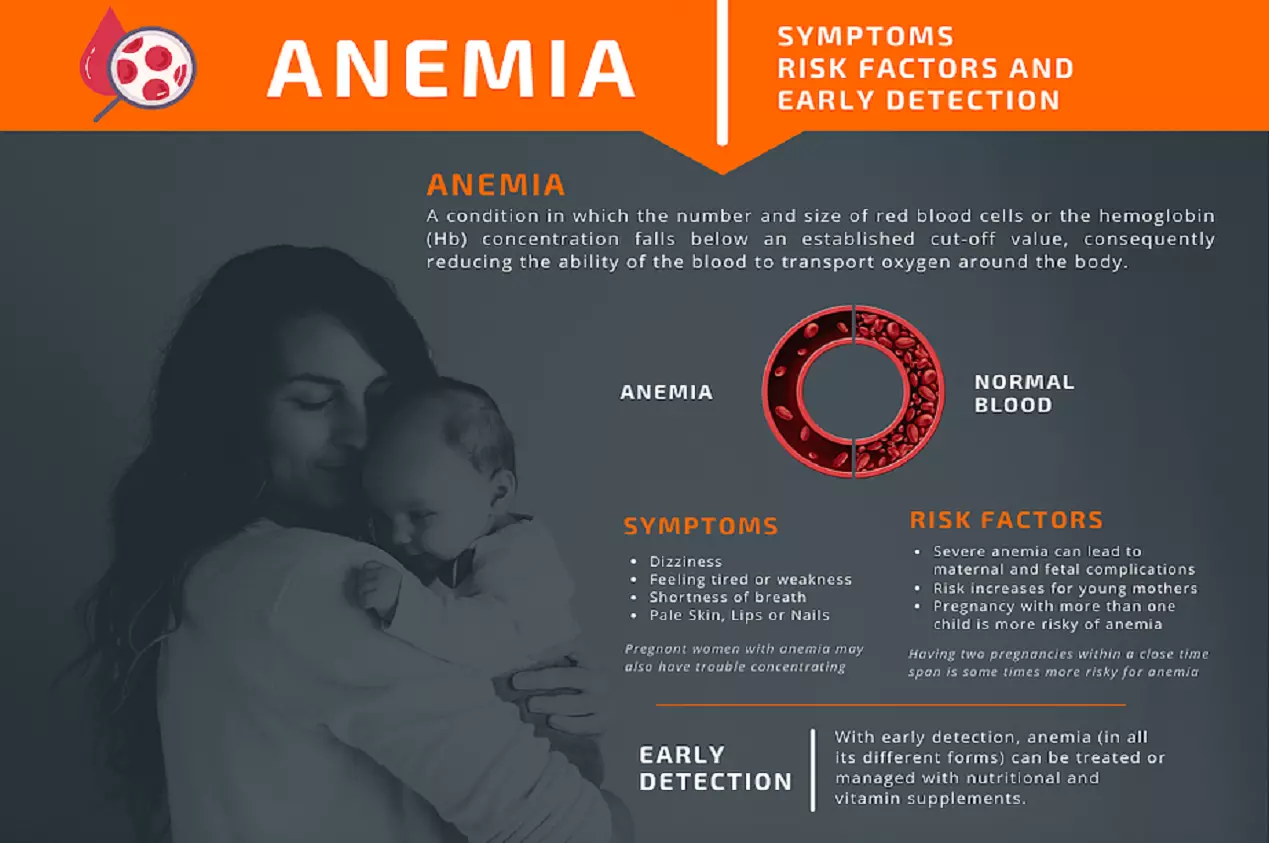 ANEMIA
SYMPTOMS
RISK FACTORS AND
EARLY DETECTION
ANEMIA
A condition in which the number and size of red blood cells or the hemoglobin
(Hb) concentration falls below an established cut-off value, consequently
reducing the ability of the blood to transport oxygen around the body.
ANEMIA
NORMAL
BLOOD
SYMPTOMS
• Dizziness
• Feeling tired or weakness
• Shortness of breath
• Pale Skin, Lips or Nails
Pregnant women with anemia may
also have trouble concentrating
RISK FACTORS
• Severe anemia can lead to
maternal and fetal complications
• Risk increases for young mothers
• Pregnancy with more than one
child is more risky of anemia
Having two pregnancies within a close time
span is some times more risky for anemia
EARLY
DETECTION
With early detection, anemia (in all
its different forms) can be treated or
managed with nutritional and
vitamin supplements.